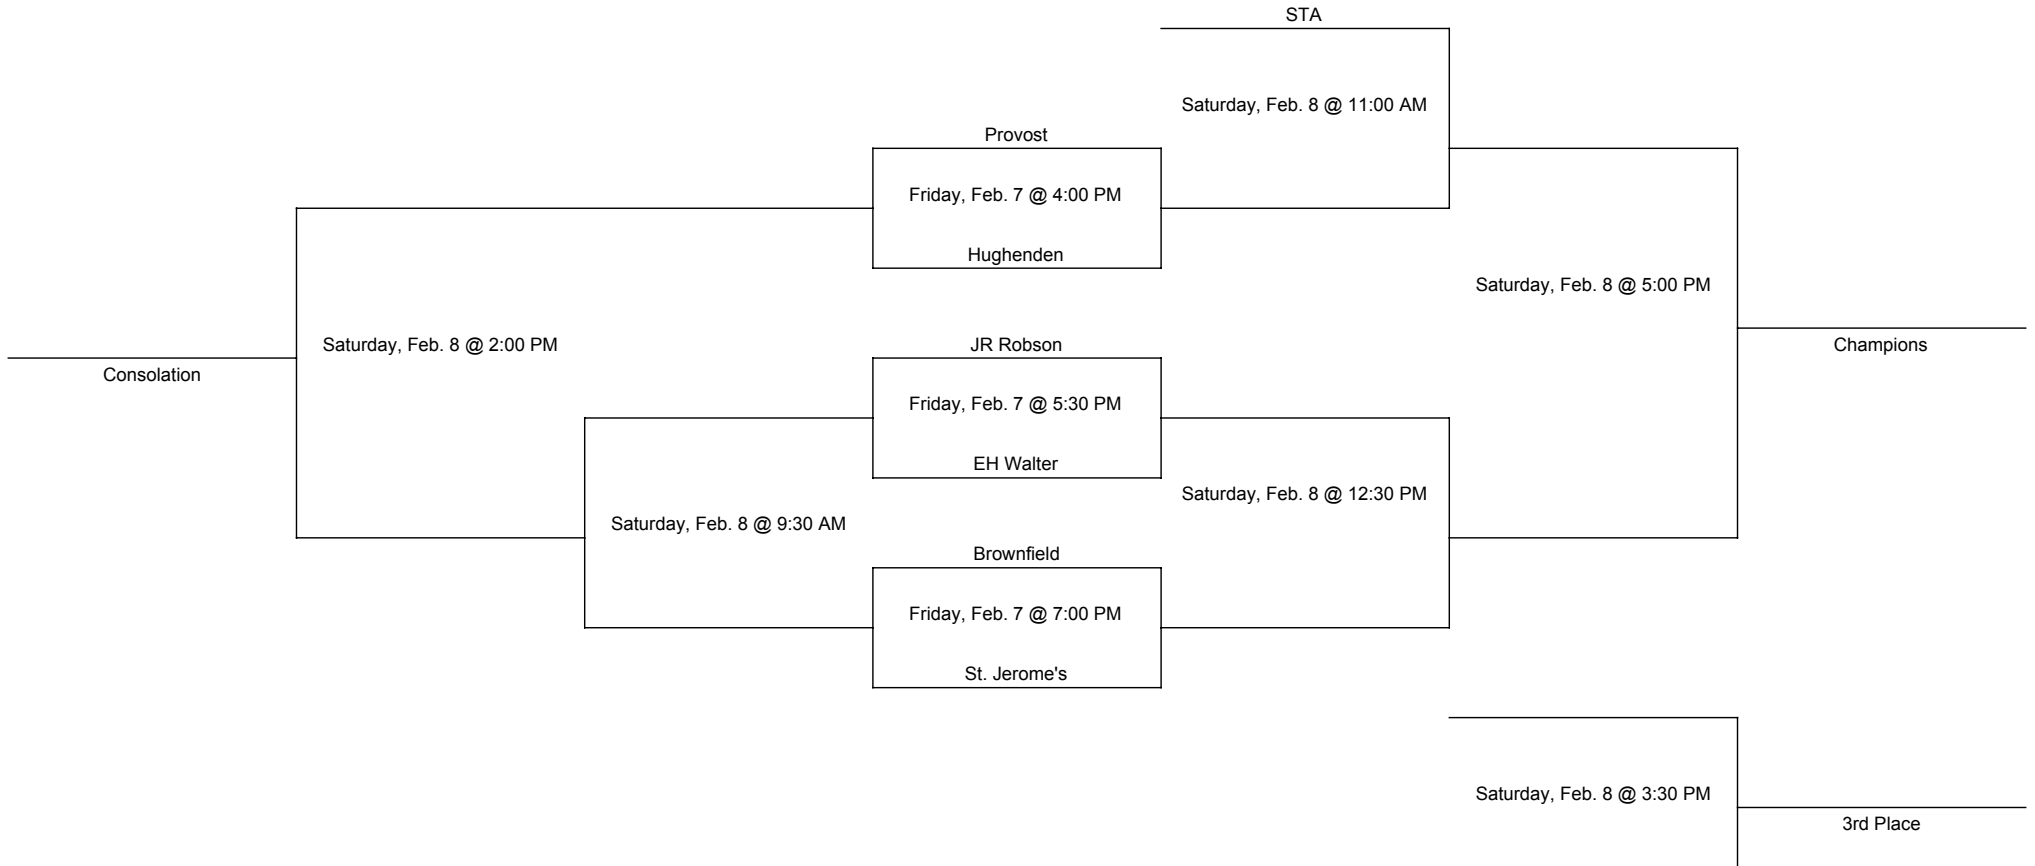 STA
Saturday, Feb. 8 @ 11:00 AM
Provost
Friday, Feb. 7 @ 4:00 PM
Hughenden
Saturday, Feb. 8 @ 5:00 PM
Saturday, Feb. 8 @ 2:00 PM
JR Robson
Champions
Consolation
Friday, Feb. 7 @ 5:30 PM
EH Walter
Saturday, Feb. 8 @ 12:30 PM
Saturday, Feb. 8 @ 9:30 AM
Brownfield
Friday, Feb. 7 @ 7:00 PM
St. Jerome's
Saturday, Feb. 8 @ 3:30 PM
3rd Place